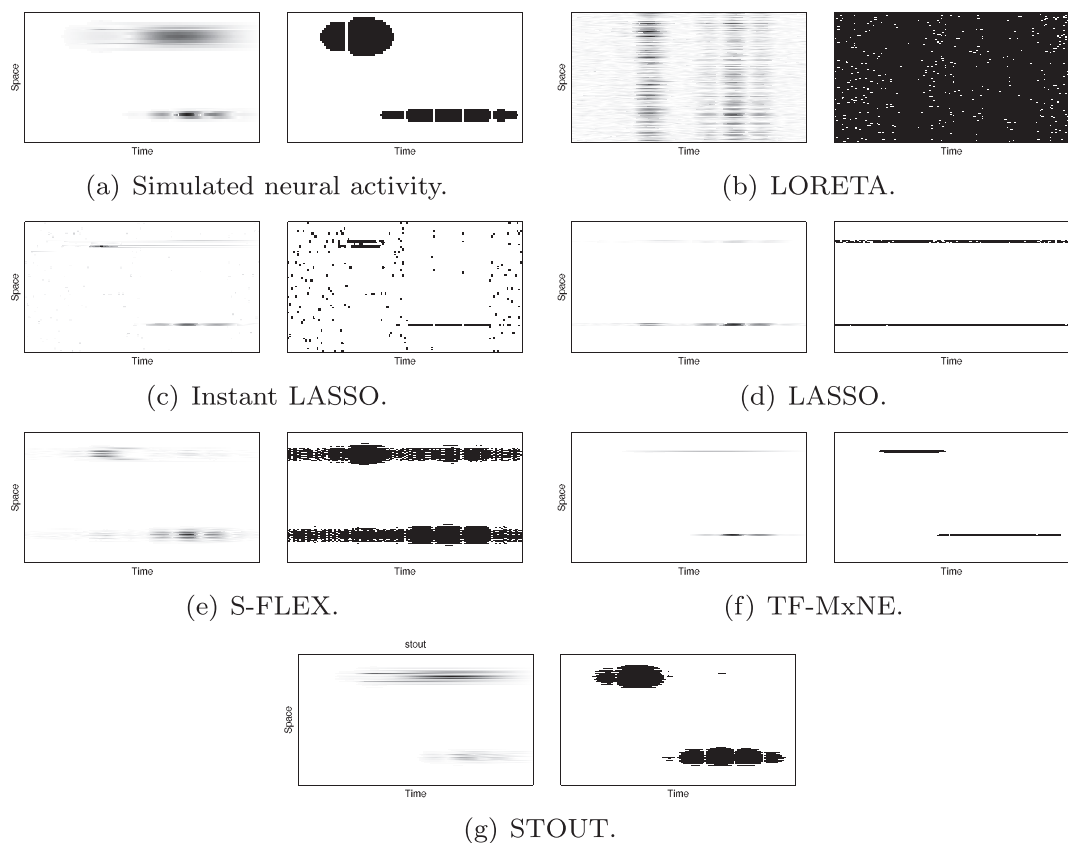 Space
Time
Time
(a) Simulated neural activity.
Space
Time
Time
(b) LORETA.
Space
Time
Time
(c) Instant LASSO.
Space
Time
Time
(d) LASSO.
Space
Time
Time
(e) S-FLEX.
Space
Time
Time
(f) TF-MxNE.
stout
Space
Time
Time
(g) STOUT.